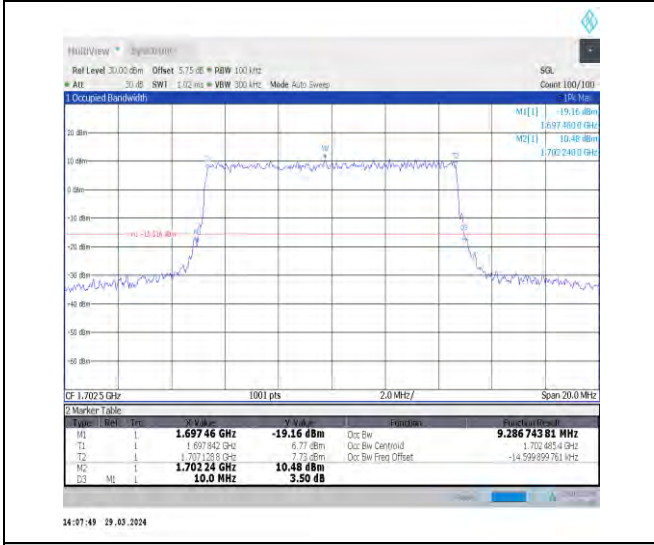 MultiView
Ref Level 30.00 dBm Offset 5.75 dB RBW 100 kHz SGL
Att 30 dB SWT 1.02 ms VBW 300 kHz Mode Auto Sweep Count 100/100
1 Occupied Bandwidth 1Pk Max
M1[1] -19.16 dBm
1.697 460 0 GHz
M2[1] 10.48 dBm
1.702 240 0 GHz
20 dBm
10 dBm
0 dBm
-10 dBm
-20 dBm
-30 dBm
-40 dBm
-50 dBm
-60 dBm
CF 1.7025 GHz 1001 pts 2.0 MHz/ Span 20.0 MHz
2 Marker Table
Type Ref Trc X-Value Y-Value Function Function Result
M1 1 1.697 46 GHz -19.16 dBm Occ Bw 9.286 743 81 MHz
T1 1 1.697 842 GHz 6.77 dBm Occ Bw Centroid 1.702 485 4 GHz
T2 1 1.707 128 8 GHz 7.73 dBm Occ Bw Freq Offset -14.599 899 761 kHz
M2 1 1.702 24 GHz 10.48 dBm
D3 M1 1 10.0 MHz 3.50 dB
14:07:49 29.03.2024